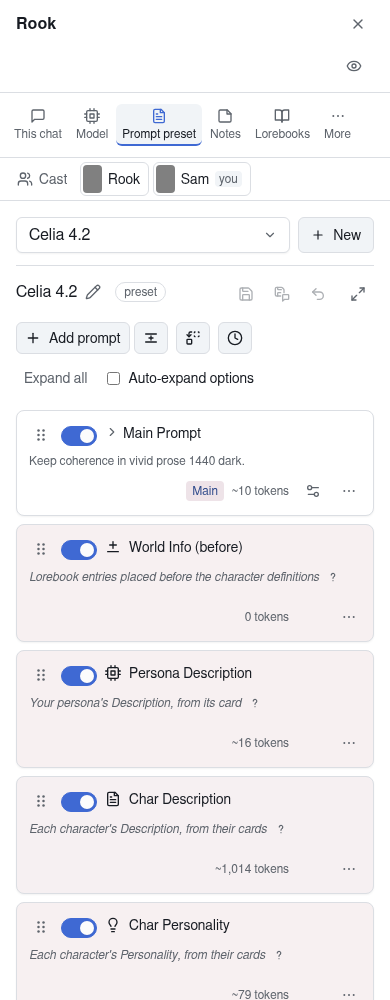 Rook
This chat
Model
Prompt preset
Notes
Lorebooks
More
Cast
Rook
Sam you
Celia 4.2
New
Celia 4.2
preset
Add prompt
Expand all
Auto-expand options
Main Prompt
Keep coherence in vivid prose 1440 dark.
Main ~10 tokens
World Info (before)
Lorebook entries placed before the character definitions ?
0 tokens
Persona Description
Your persona's Description, from its card ?
~16 tokens
Char Description
Each character's Description, from their cards ?
~1,014 tokens
Char Personality
Each character's Personality, from their cards ?
~79 tokens